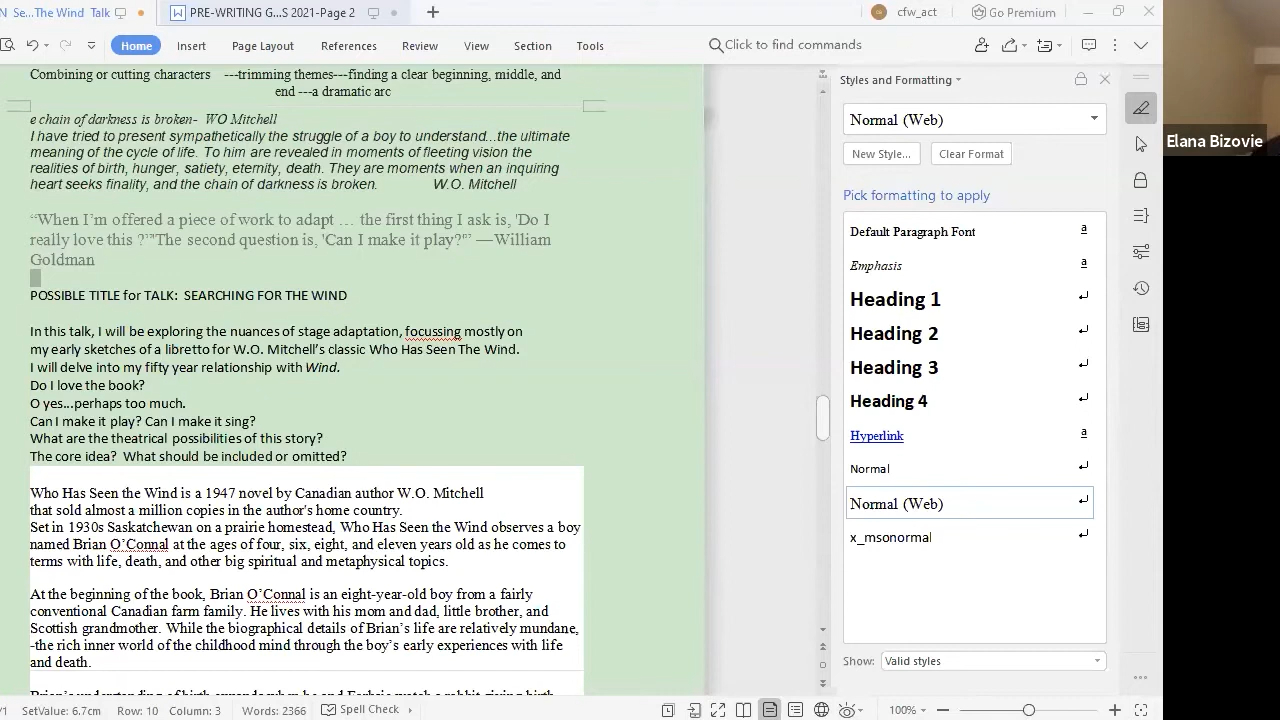 N Se...The Wind Talk
PRE-WRITING G...S 2021-Page 2
cfw_act
Go Premium
Home Insert Page Layout References Review View Section Tools Click to find commands
Combining or cutting characters ---trimming themes---finding a clear beginning, middle, and
end ---a dramatic arc
e chain of darkness is broken- WO Mitchell
I have tried to present sympathetically the struggle of a boy to understand...the ultimate
meaning of the cycle of life. To him are revealed in moments of fleeting vision the
realities of birth, hunger, satiety, eternity, death. They are moments when an inquiring
heart seeks finality, and the chain of darkness is broken. W.O. Mitchell
“When I’m offered a piece of work to adapt … the first thing I ask is, 'Do I
really love this ?’”'The second question is, 'Can I make it play?'” —William
Goldman
POSSIBLE TITLE for TALK: SEARCHING FOR THE WIND
In this talk, I will be exploring the nuances of stage adaptation, focussing mostly on
my early sketches of a libretto for W.O. Mitchell’s classic Who Has Seen The Wind.
I will delve into my fifty year relationship with Wind.
Do I love the book?
O yes...perhaps too much.
Can I make it play? Can I make it sing?
What are the theatrical possibilities of this story?
The core idea? What should be included or omitted?
Who Has Seen the Wind is a 1947 novel by Canadian author W.O. Mitchell
that sold almost a million copies in the author's home country.
Set in 1930s Saskatchewan on a prairie homestead, Who Has Seen the Wind observes a boy
named Brian O’Connal at the ages of four, six, eight, and eleven years old as he comes to
terms with life, death, and other big spiritual and metaphysical topics.
At the beginning of the book, Brian O’Connal is an eight-year-old boy from a fairly
conventional Canadian farm family. He lives with his mom and dad, little brother, and
Scottish grandmother. While the biographical details of Brian’s life are relatively mundane,
-the rich inner world of the childhood mind through the boy’s early experiences with life
and death.
Styles and Formatting
Normal (Web)
New Style...
Clear Format
Pick formatting to apply
Default Paragraph Font a
Emphasis a
Heading 1
Heading 2
Heading 3
Heading 4
Hyperlink a
Normal
Normal (Web)
x_msonormal
Show: Valid styles
Elana Bizovie
/1 SetValue: 6.7cm Row: 10 Column: 3 Words: 2366 Spell Check 100%